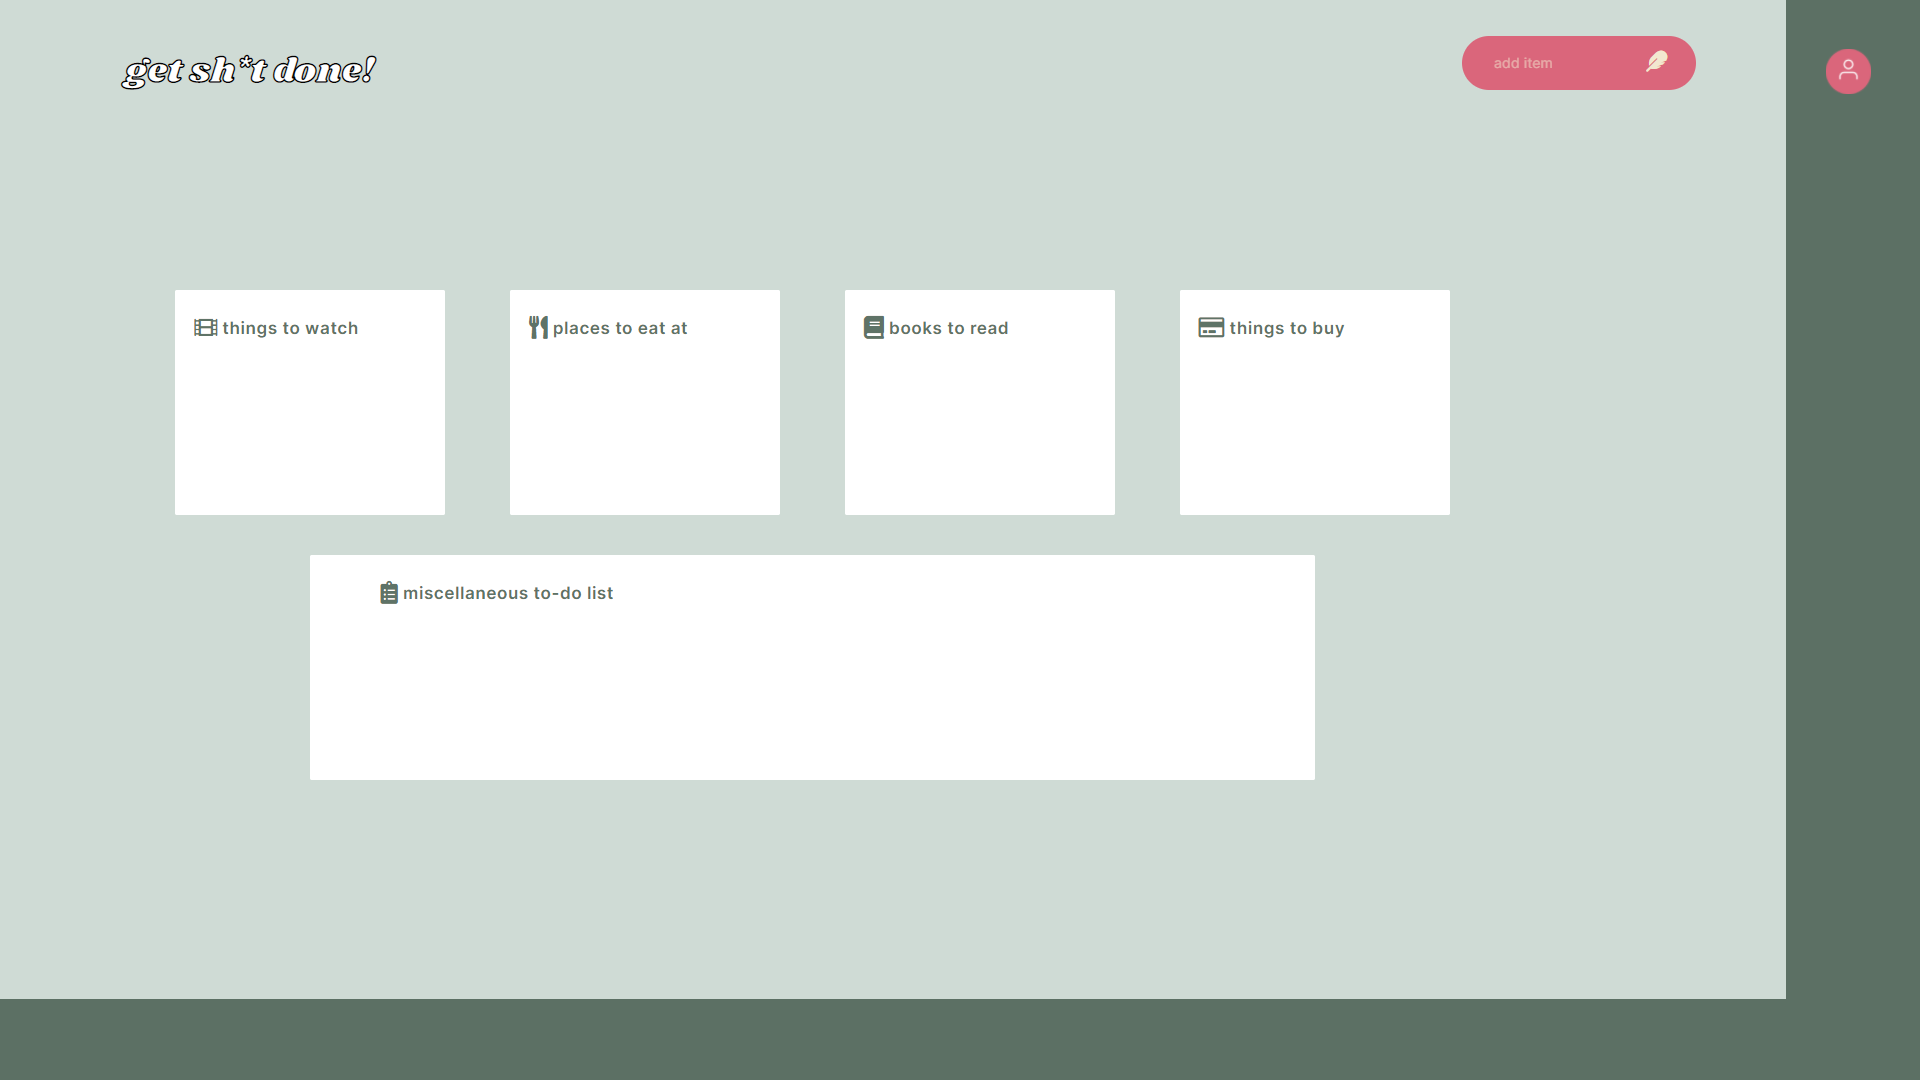 get sh*t done!
add item
things to watch
places to eat at
books to read
things to buy
miscellaneous to-do list